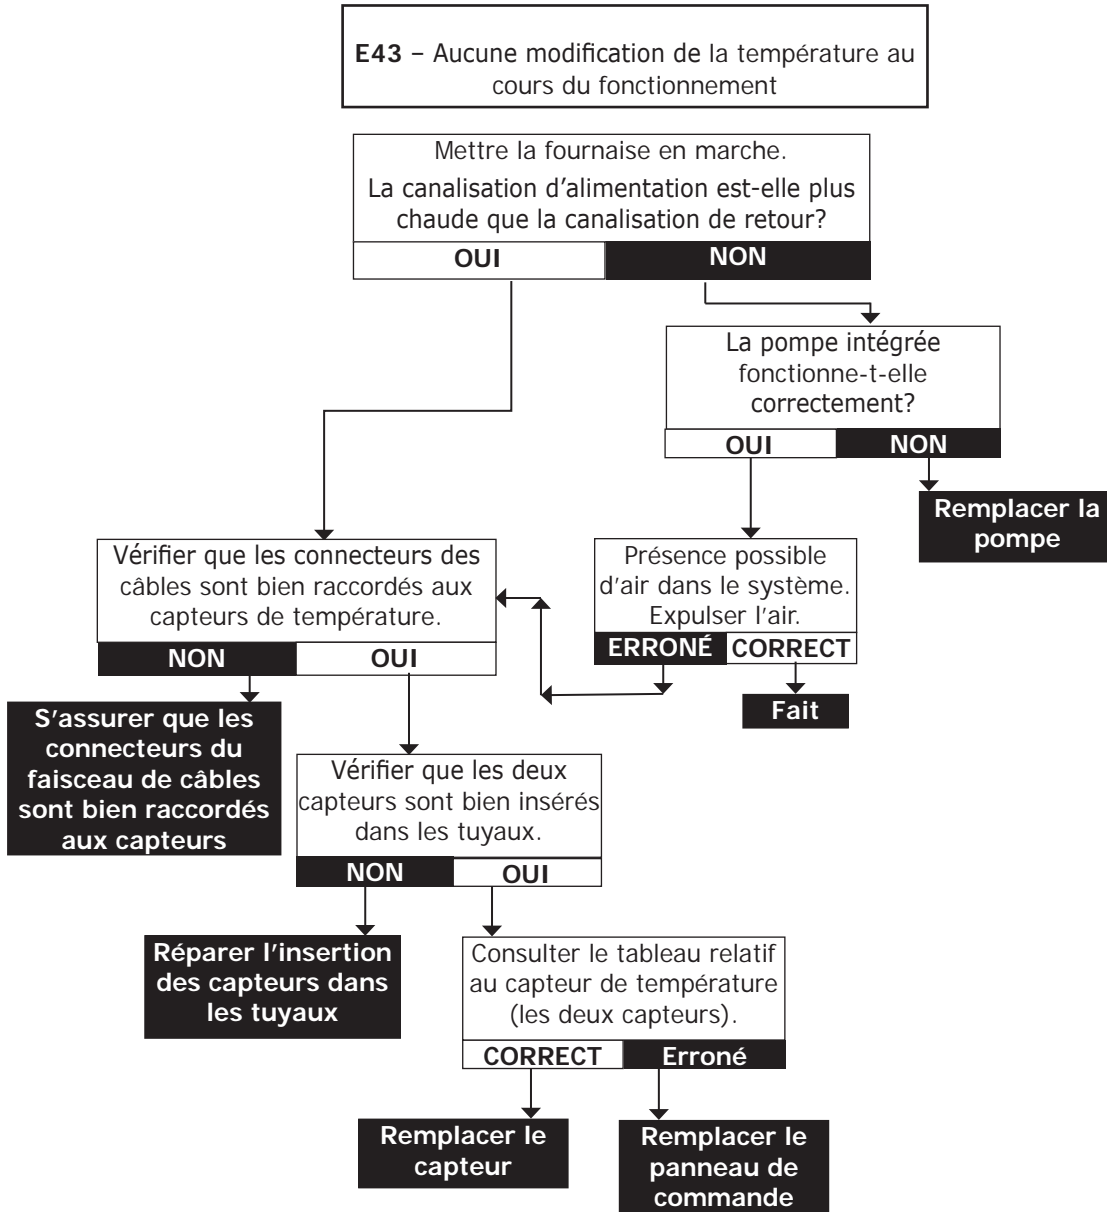 E43 – Aucune modification de la température au
cours du fonctionnement
Mettre la fournaise en marche.
La canalisation d’alimentation est-elle plus
chaude que la canalisation de retour?
OUI NON
La pompe intégrée
fonctionne-t-elle
correctement?
OUI NON
Remplacer la
pompe
Vérifier que les connecteurs des
câbles sont bien raccordés aux
capteurs de température.
NON OUI
Présence possible
d’air dans le système.
Expulser l’air.
ERRONÉ CORRECT
Fait
S’assurer que les
connecteurs du
faisceau de câbles
sont bien raccordés
aux capteurs
Vérifier que les deux
capteurs sont bien insérés
dans les tuyaux.
NON OUI
Réparer l’insertion
des capteurs dans
les tuyaux
Consulter le tableau relatif
au capteur de température
(les deux capteurs).
CORRECT Erroné
Remplacer le
capteur
Remplacer le
panneau de
commande